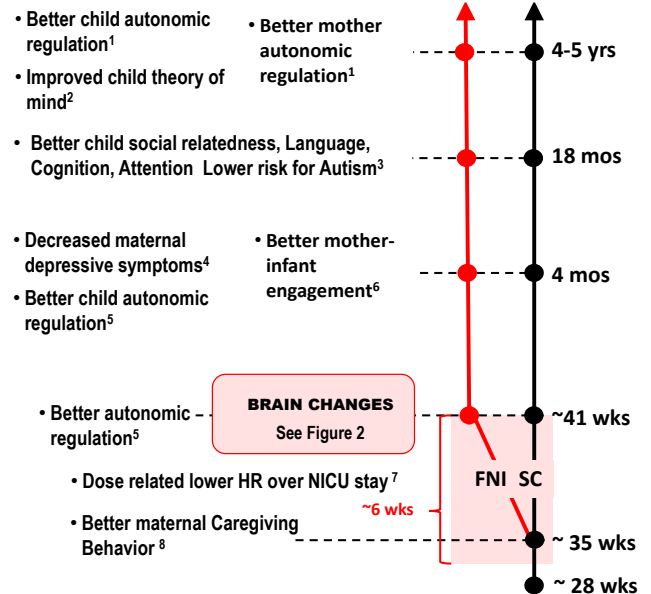 • Better child autonomic
regulation¹
• Improved child theory of
mind²
• Better mother
autonomic
regulation¹
4-5 yrs
• Better child social relatedness, Language,
Cognition, Attention Lower risk for Autism³
18 mos
• Decreased maternal
depressive symptoms⁴
• Better child autonomic
regulation⁵
• Better mother-
infant
engagement⁶
4 mos
• Better autonomic
regulation⁵
BRAIN CHANGES
See Figure 2
~41 wks
• Dose related lower HR over NICU stay ⁷
FNI SC
~6 wks
• Better maternal Caregiving
Behavior ⁸
~ 35 wks
~ 28 wks